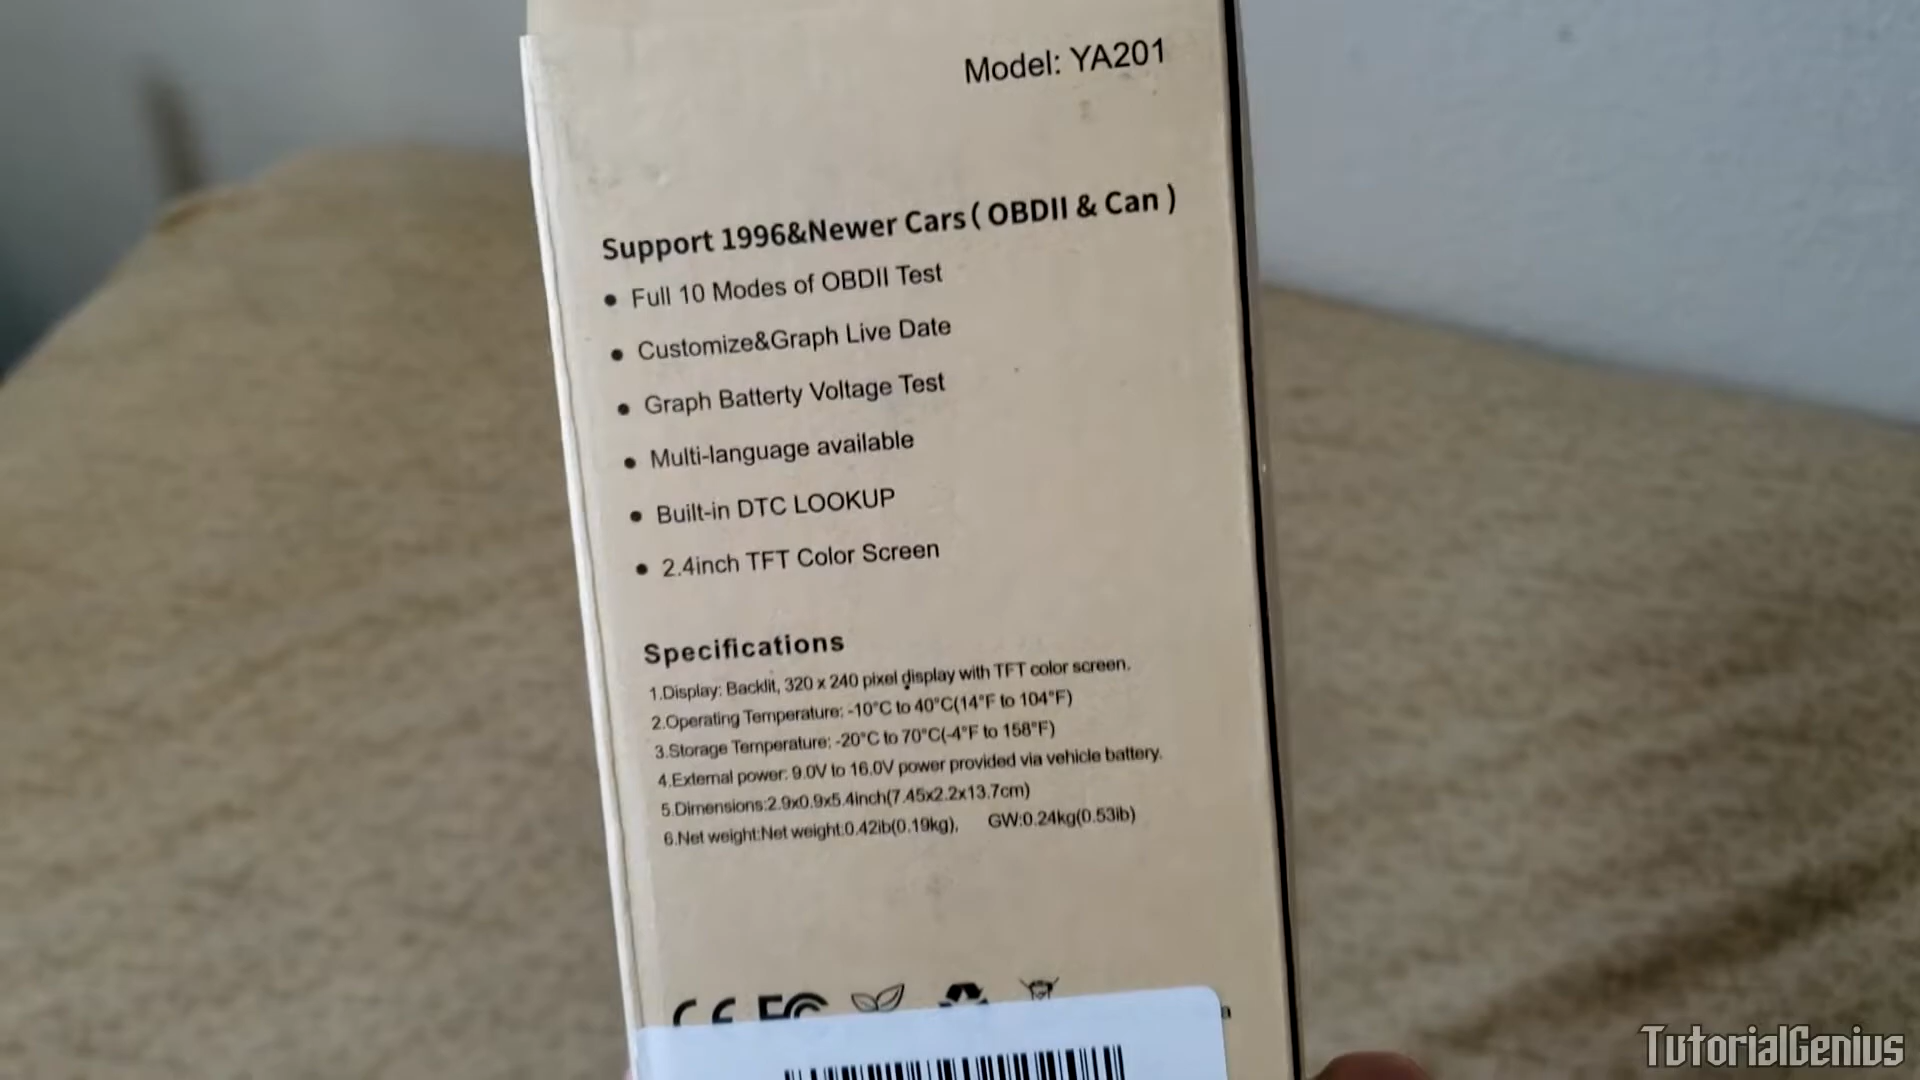 Model: YA201
Support 1996&Newer Cars ( OBDII & Can )
● Full 10 Modes of OBDII Test
● Customize&Graph Live Date
● Graph Batterty Voltage Test
● Multi-language available
● Built-in DTC LOOKUP
● 2.4inch TFT Color Screen
Specifications
1.Display: Backlit, 320 x 240 pixel display with TFT color screen.
2.Operating Temperature: -10°C to 40°C(14°F to 104°F)
3.Storage Temperature: -20°C to 70°C(-4°F to 158°F)
4.External power: 9.0V to 16.0V power provided via vehicle battery.
5.Dimensions:2.9x0.9x5.4inch(7.45x2.2x13.7cm)
6.Net weight:Net weight:0.42ib(0.19kg), GW:0.24kg(0.53ib)
CE FC
TutorialGenius